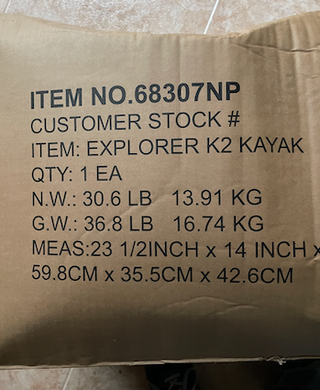 ITEM NO.68307NP
CUSTOMER STOCK #
ITEM: EXPLORER K2 KAYAK
QTY: 1 EA
N.W.: 30.6 LB 13.91 KG
G.W.: 36.8 LB 16.74 KG
MEAS:23 1/2INCH x 14 INCH x
59.8CM x 35.5CM x 42.6CM